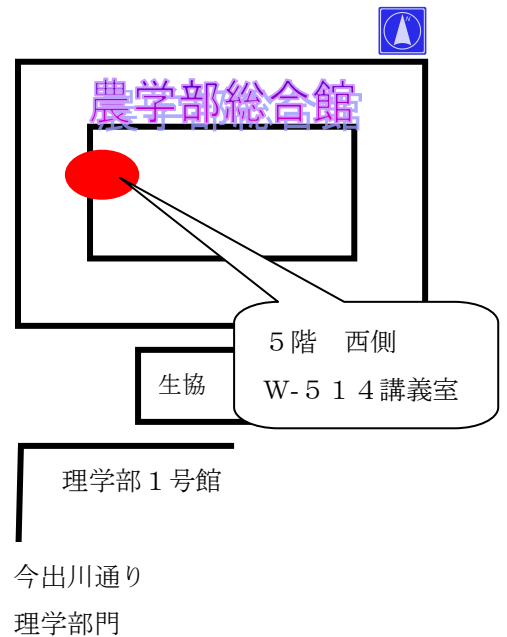 N
農学部総合館
５階　西側
W-５１４講義室
生協
理学部１号館
今出川通り
理学部門